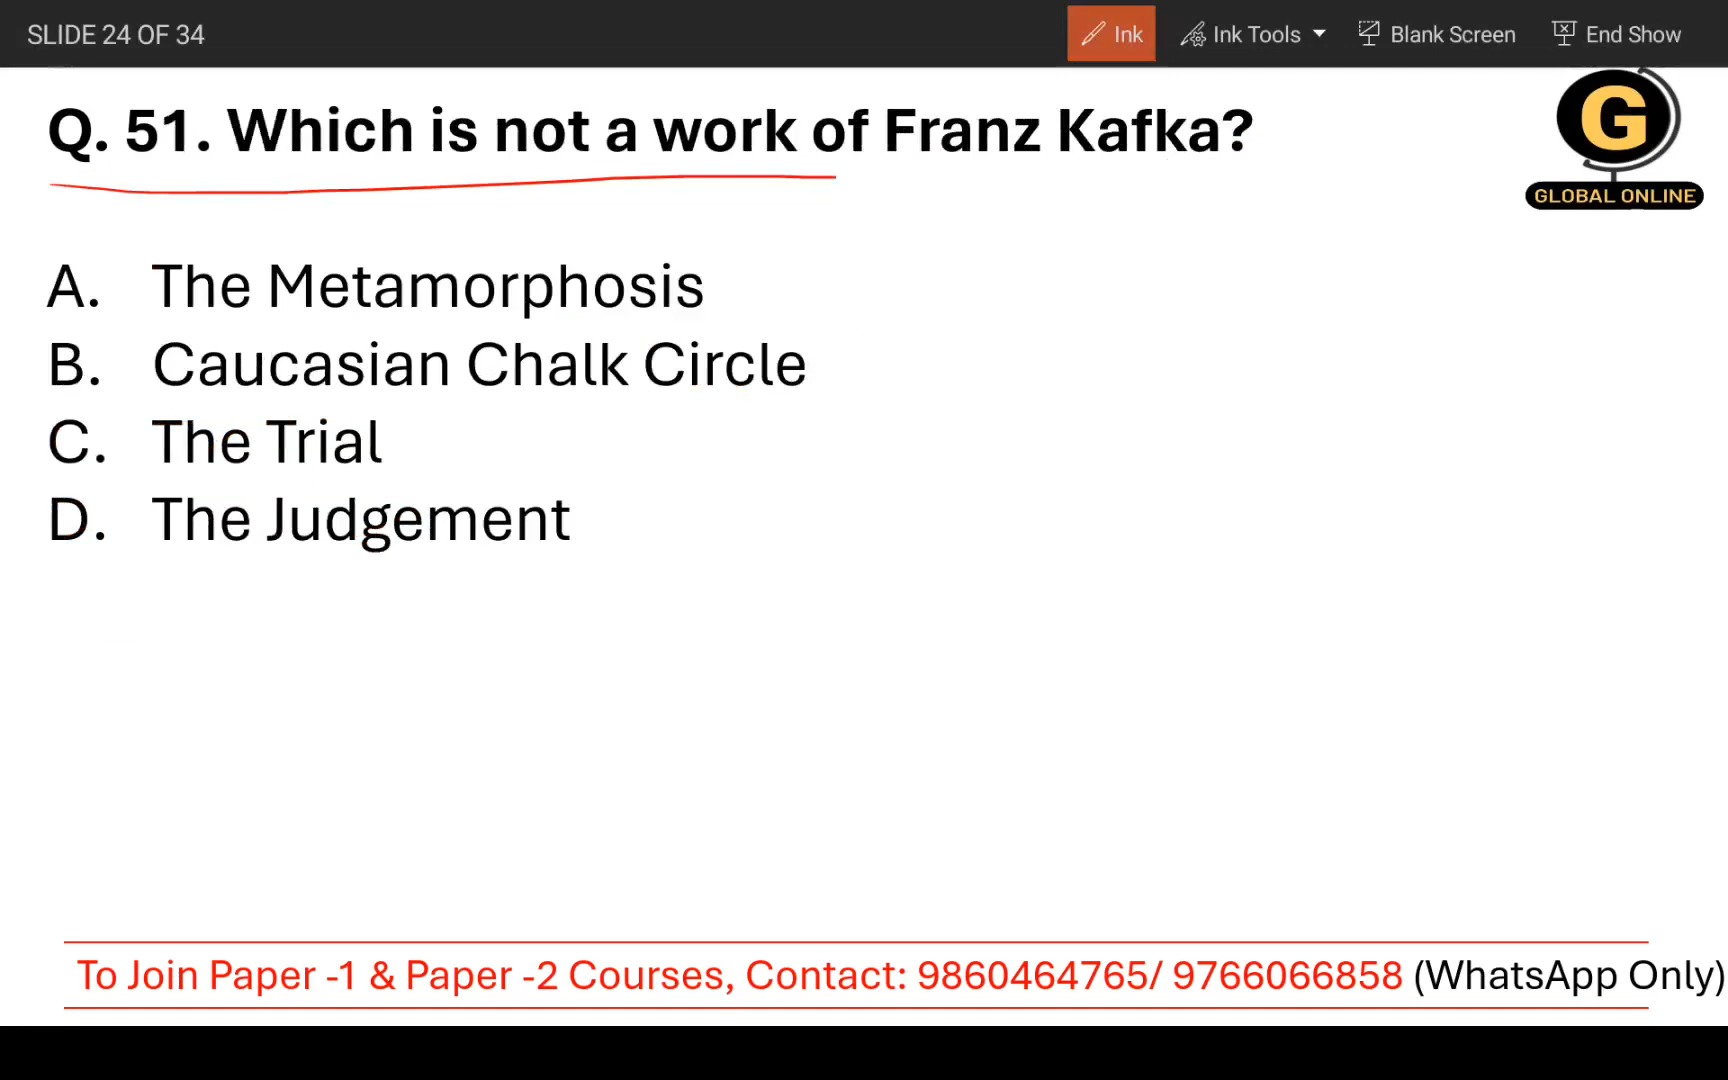 SLIDE 24 OF 34
Ink
Ink Tools
Blank Screen
End Show
Q. 51. Which is not a work of Franz Kafka?
G
GLOBAL ONLINE
A. The Metamorphosis
B. Caucasian Chalk Circle
C. The Trial
D. The Judgement
To Join Paper -1 & Paper -2 Courses, Contact: 9860464765/ 9766066858 (WhatsApp Only)